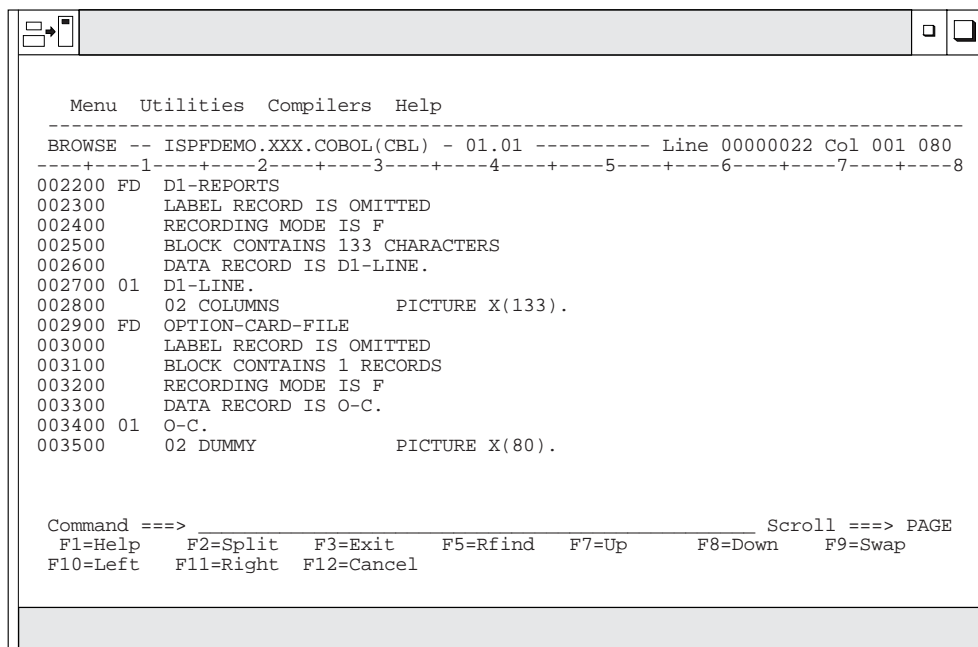 Menu  Utilities  Compilers  Help
-------------------------------------------------------------------------------
BROWSE -- ISPFDEMO.XXX.COBOL(CBL) - 01.01 ---------- Line 00000022 Col 001 080
----+----1----+----2----+----3----+----4----+----5----+----6----+----7----+----8
002200 FD  D1-REPORTS
002300     LABEL RECORD IS OMITTED
002400     RECORDING MODE IS F
002500     BLOCK CONTAINS 133 CHARACTERS
002600     DATA RECORD IS D1-LINE.
002700 01  D1-LINE.
002800     02 COLUMNS          PICTURE X(133).
002900 FD  OPTION-CARD-FILE
003000     LABEL RECORD IS OMITTED
003100     BLOCK CONTAINS 1 RECORDS
003200     RECORDING MODE IS F
003300     DATA RECORD IS O-C.
003400 01  O-C.
003500     02 DUMMY            PICTURE X(80).
Command ===> ________________________________________________ Scroll ===> PAGE
F1=Help    F2=Split   F3=Exit    F5=Rfind   F7=Up      F8=Down    F9=Swap
F10=Left   F11=Right  F12=Cancel